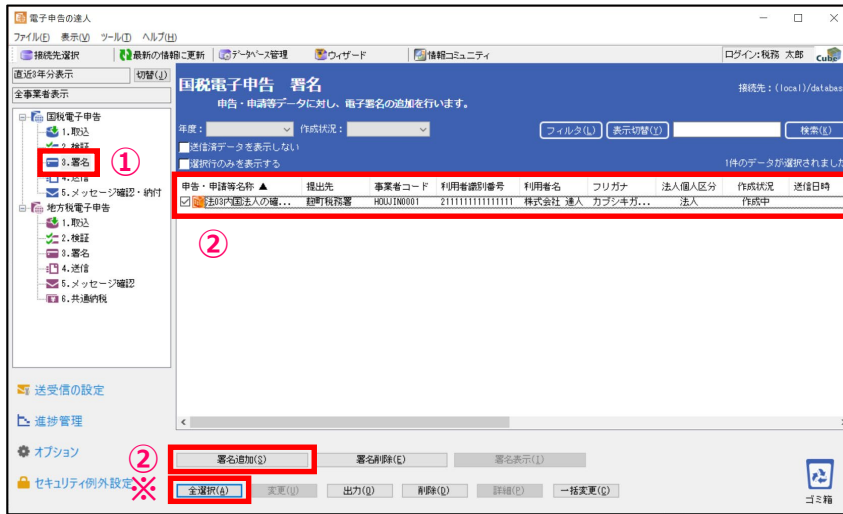 電子申告の達人
ファイル(F) 表示(V) ツール(T) ヘルプ(H)
接続先選択 最新の情報に更新 データベース管理 ウィザード 情報コミュニティ ログイン:税務 太郎 Cube
直近3年分表示 切替(J)
全事業者表示
国税電子申告
1.取込
2.検証
3.署名
①
4.送信
5.メッセージ確認・納付
地方税電子申告
1.取込
2.検証
3.署名
4.送信
5.メッセージ確認
6.共通納税
送受信の設定
進捗管理
オプション
セキュリティ例外設定
国税電子申告 署名
申告・申請等データに対し、電子署名の追加を行います。
接続先:(local)/databas
年度: 作成状況: フィルタ(L) 表示切替(Y) 検索(K)
送信済データを表示しない
選択行のみを表示する 1件のデータが選択されました
申告・申請等名称 ▲ 提出先 事業者コード 利用者識別番号 利用者名 フリガナ 法人個人区分 作成状況 送信日時
法03内国法人の確... 麹町税務署 HOUJIN0001 2111111111111111 株式会社 達人 カブシキガ... 法人 作成中
②
② 署名追加(S) 署名削除(E) 署名表示(I)
※ 全選択(A) 変更(U) 出力(O) 削除(D) 詳細(P) 一括変更(C)
ゴミ箱